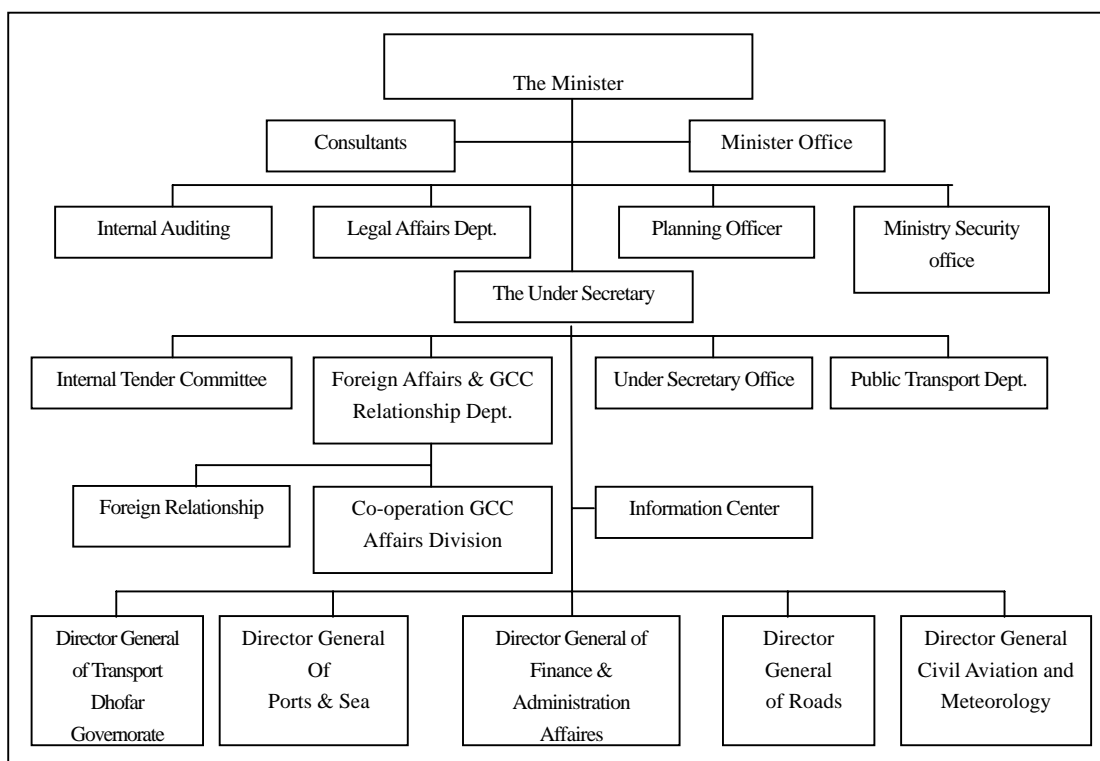 The Minister
Consultants
Minister Office
Internal Auditing
Legal Affairs Dept.
Planning Officer
Ministry Security
office
The Under Secretary
Internal Tender Committee
Foreign Affairs & GCC
Relationship Dept.
Under Secretary Office
Public Transport Dept.
Foreign Relationship
Co-operation GCC
Affairs Division
Information Center
Director General
of Transport
Dhofar
Governorate
Director General
Of
Ports & Sea
Director General of
Finance &
Administration
Affaires
Director
General
of Roads
Director General
Civil Aviation and
Meteorology